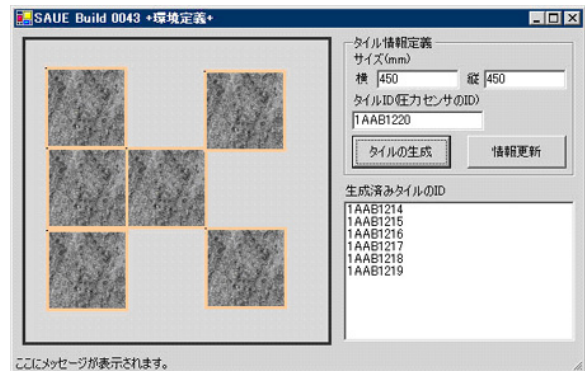 SAUE Build 0043 +環境定義+
タイル情報定義
サイズ(mm)
横 450 縦 450
タイルID(圧力センサのID)
1AAB1220
タイルの生成 情報更新
生成済みタイルのID
1AAB1214
1AAB1215
1AAB1216
1AAB1217
1AAB1218
1AAB1219
ここにメッセージが表示されます。